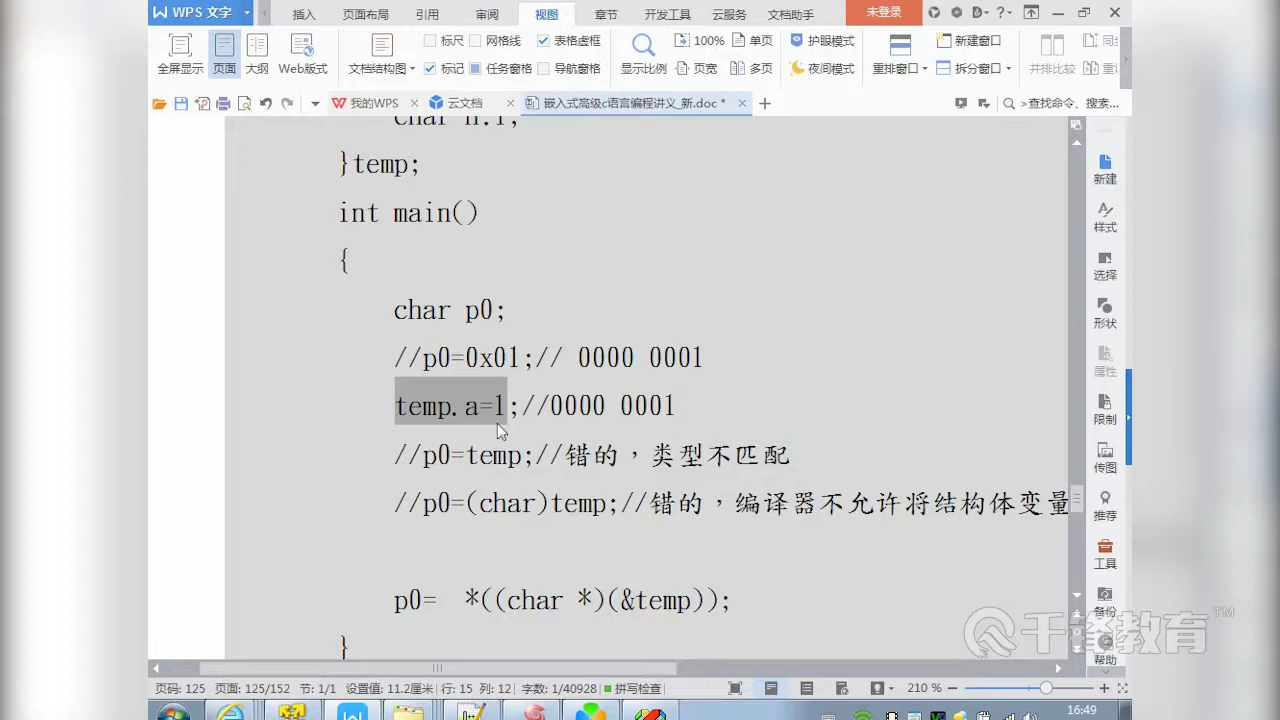 WPS 文字
插入 页面布局 引用 审阅 视图 章节 开发工具 云服务 文档助手 未登录
标尺 网格线 表格虚框 100% 单页 护眼模式 新建窗口
全屏显示 页面 大纲 Web版式 文档结构图 标记 任务窗格 导航窗格 显示比例 页宽 多页 夜间模式 重排窗口 拆分窗口 并排比较
我的WPS 云文档 嵌入式高级c语言编程讲义_新.doc * >查找命令、搜索...
}temp;
int main()
{
char p0;
//p0=0x01;// 0000 0001
temp.a=1;//0000 0001
//p0=temp;//错的，类型不匹配
//p0=(char)temp;//错的，编译器不允许将结构体变量
p0= *((char *)(&temp));
}
新建
样式
选择
形状
属性
限制
传图
推荐
工具
备份
帮助
千锋教育TM
页码: 125 页面: 125/152 节: 1/1 设置值: 11.2厘米 行: 15 列: 12 字数: 1/40928 拼写检查 210 %
16:49